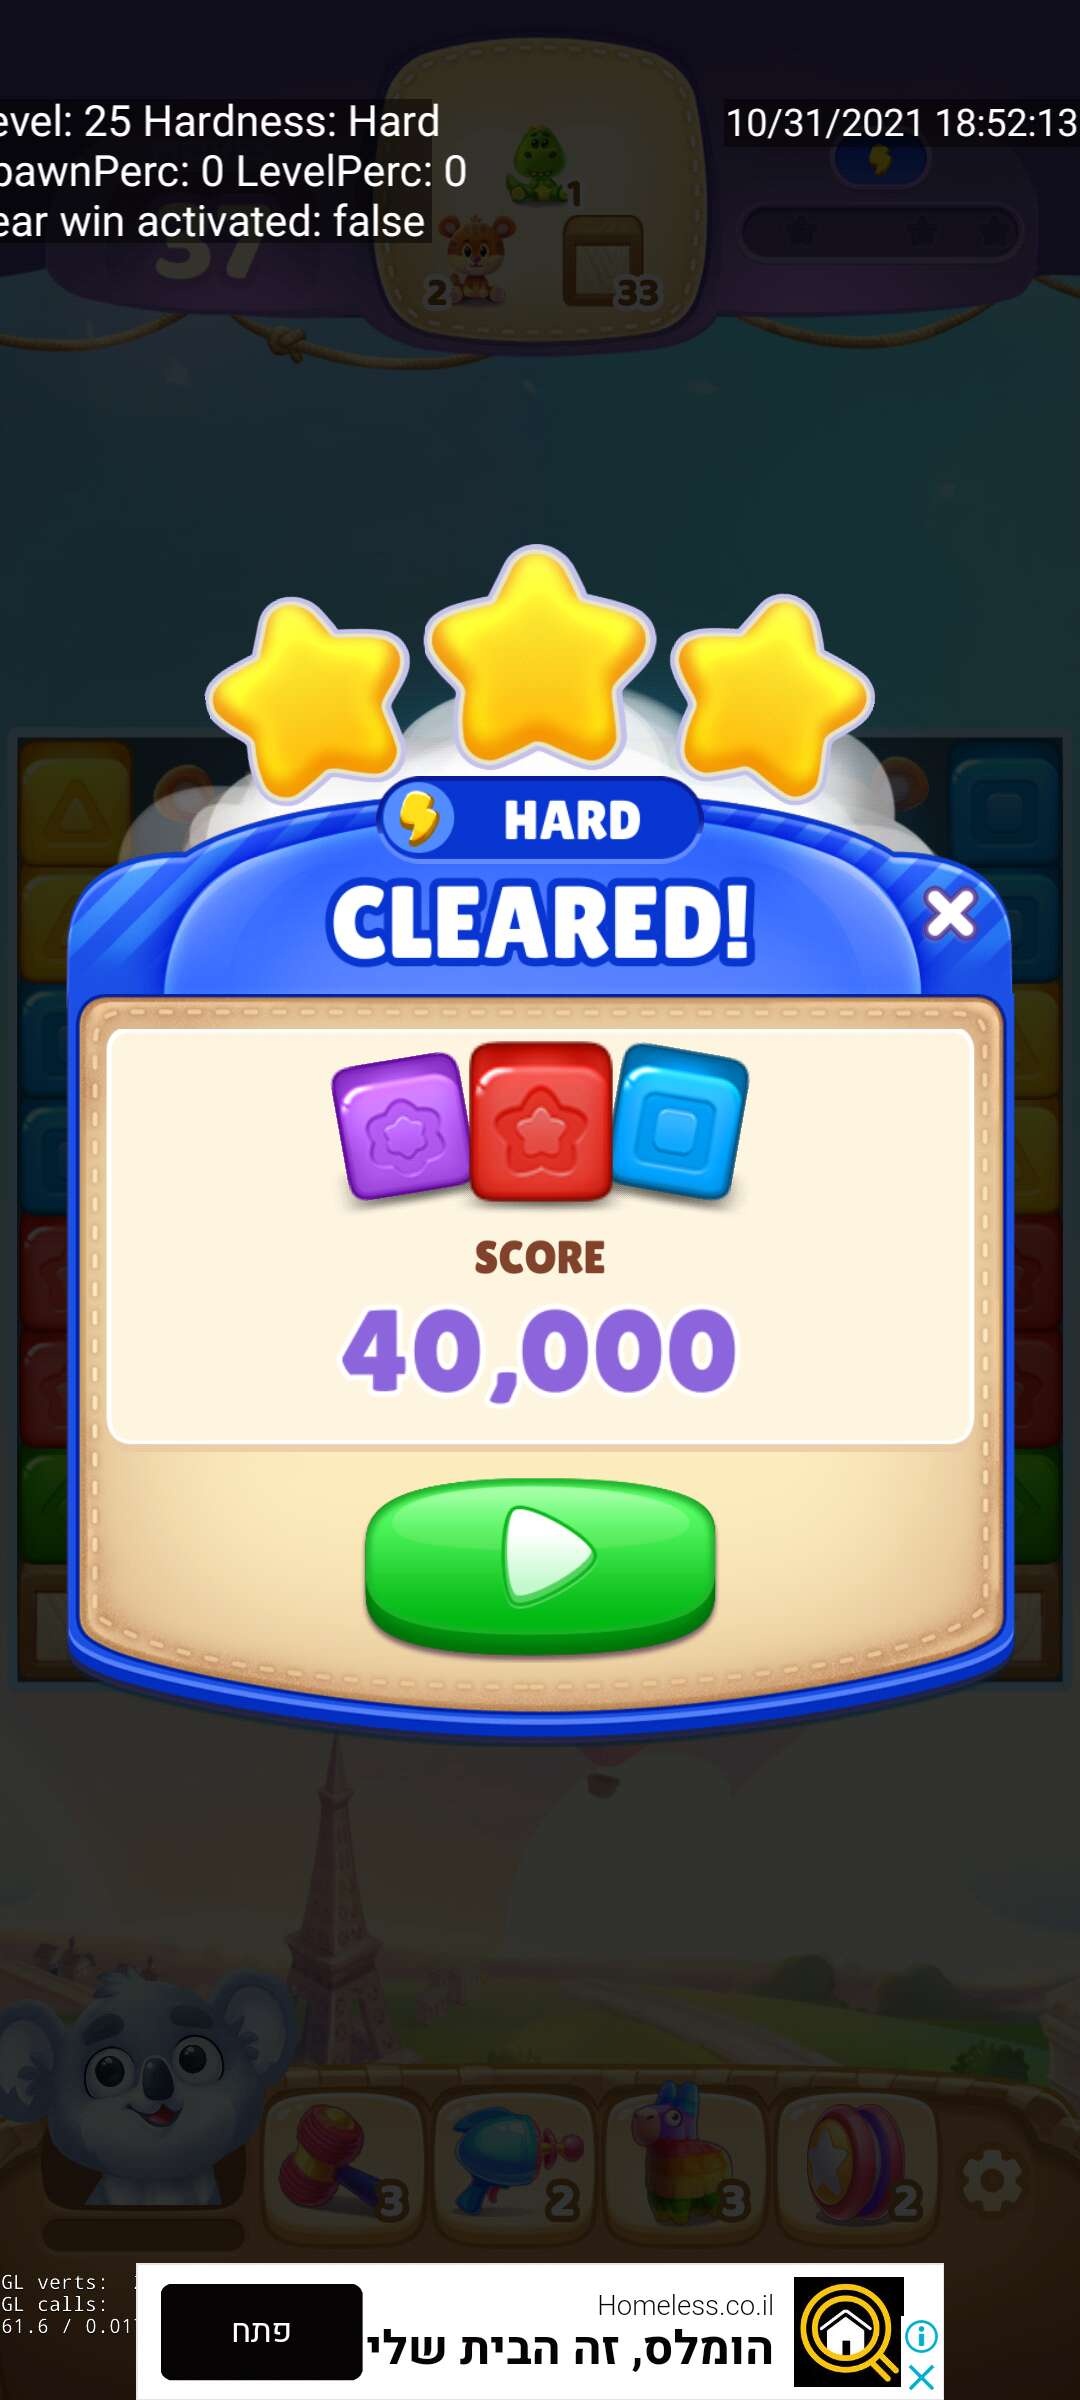 evel: 25 Hardness: Hard
10/31/2021 18:52:13
pawnPerc: 0 LevelPerc: 0
ear win activated: false
37
1
2
33
HARD
CLEARED!
SCORE
40,000
3
2
3
2
GL verts:
GL calls:
61.6 / 0.01
Homeless.co.il
הומלס, זה הבית שלי
פתח